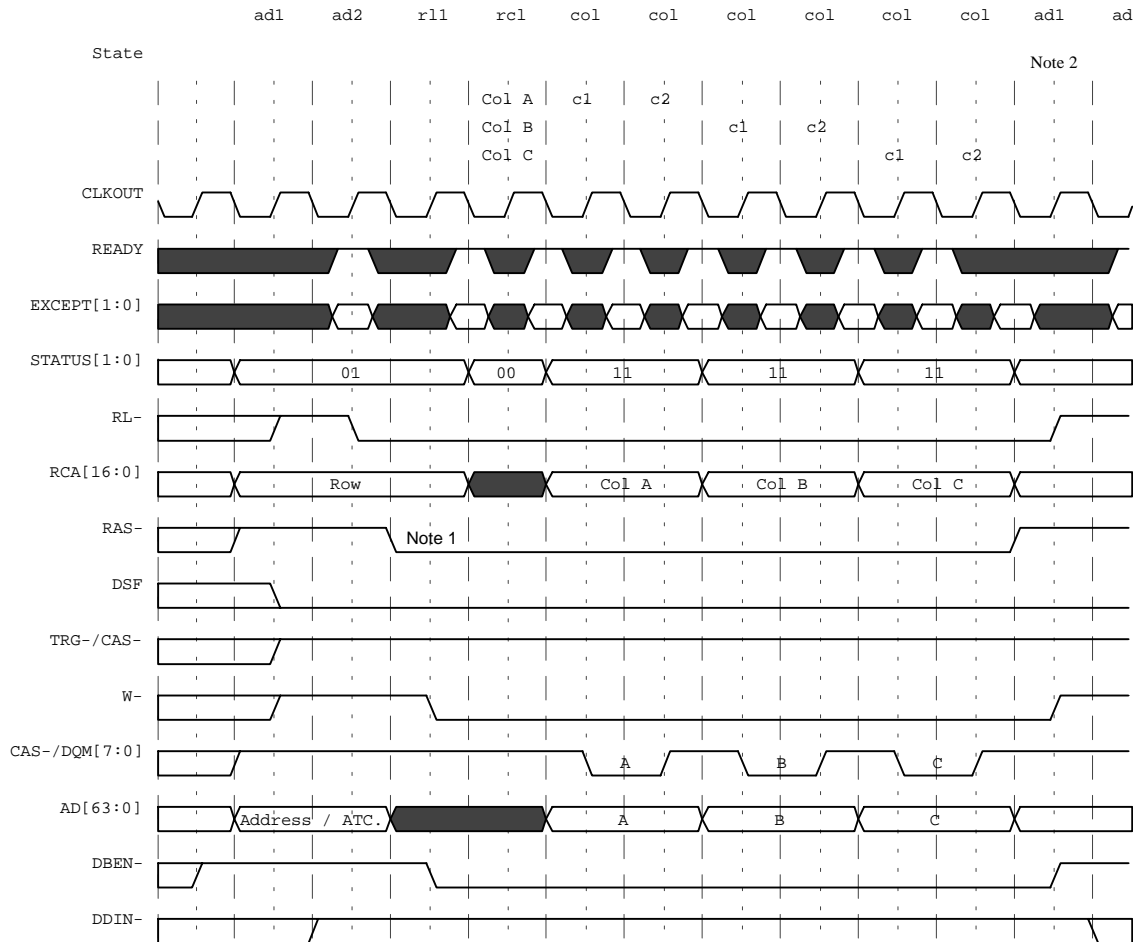 ad1 ad2 rl1 rcl col col col col col col ad1 ad
State
Note 2
Col A c1 c2
Col B c1 c2
Col C c1 c2
CLKOUT
READY
EXCEPT[1:0]
STATUS[1:0] 01 00 11 11 11
RL-
RCA[16:0] Row Col A Col B Col C
RAS- Note 1
DSF
TRG-/CAS-
W-
CAS-/DQM[7:0] A B C
AD[63:0] Address / ATC. A B C
DBEN-
DDIN-